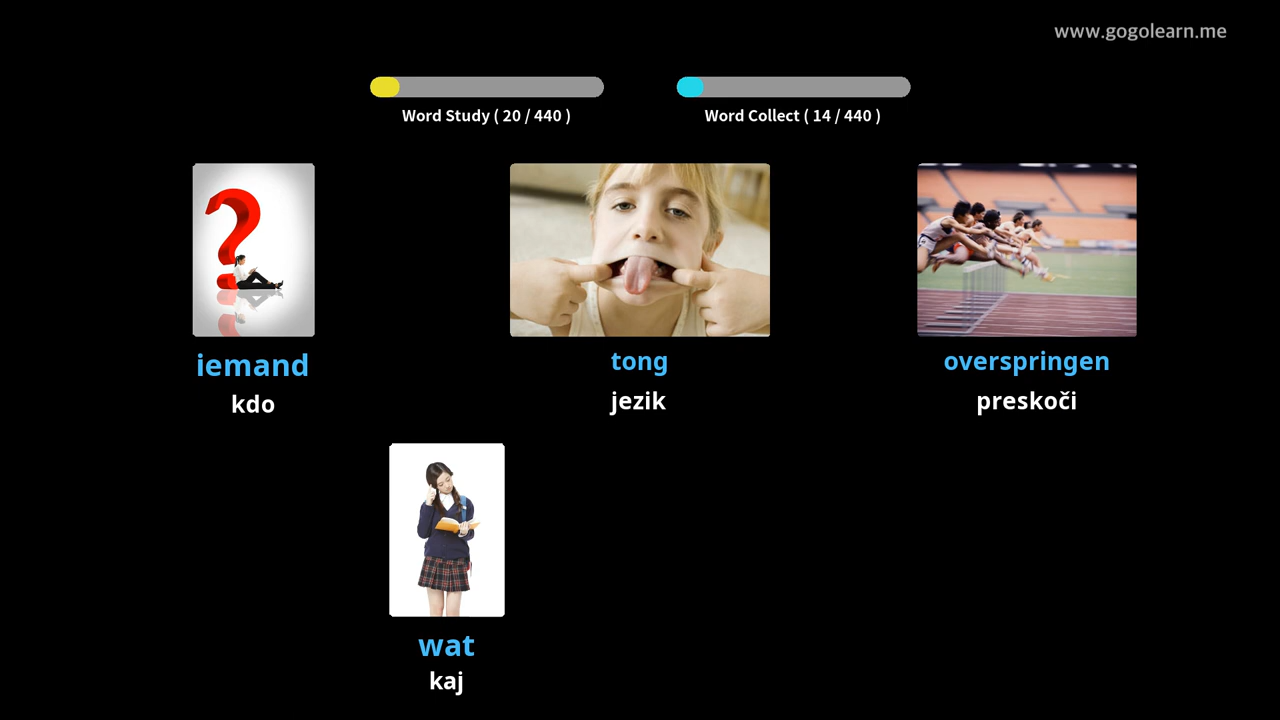 www.gogolearn.me
Word Study ( 20 / 440 )
Word Collect ( 14 / 440 )
iemand
kdo
tong
jezik
overspringen
preskoči
wat
kaj